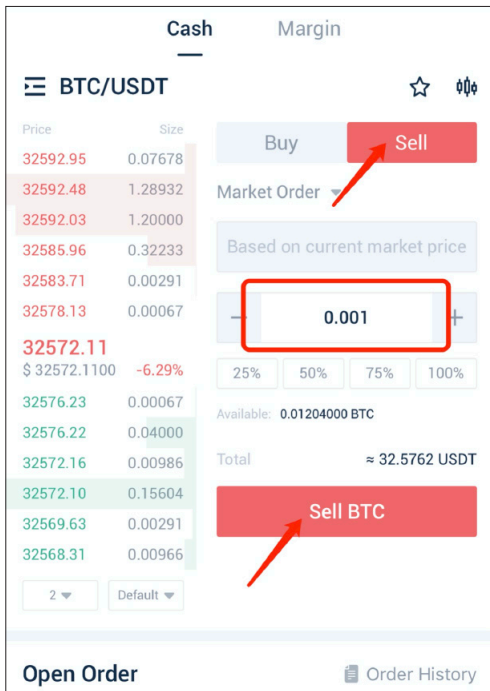 Cash Margin
BTC/USDT
Price Size
32592.95 0.07678
32592.48 1.28932
32592.03 1.20000
32585.96 0.32233
32583.71 0.00291
32578.13 0.00067
32572.11
$ 32572.1100 -6.29%
32576.23 0.00067
32576.22 0.04000
32572.16 0.00986
32572.10 0.15604
32569.63 0.00291
32568.31 0.00966
2 Default
Buy Sell
Market Order
Based on current market price
− 0.001 +
25% 50% 75% 100%
Available: 0.01204000 BTC
Total ≈ 32.5762 USDT
Sell BTC
Open Order Order History